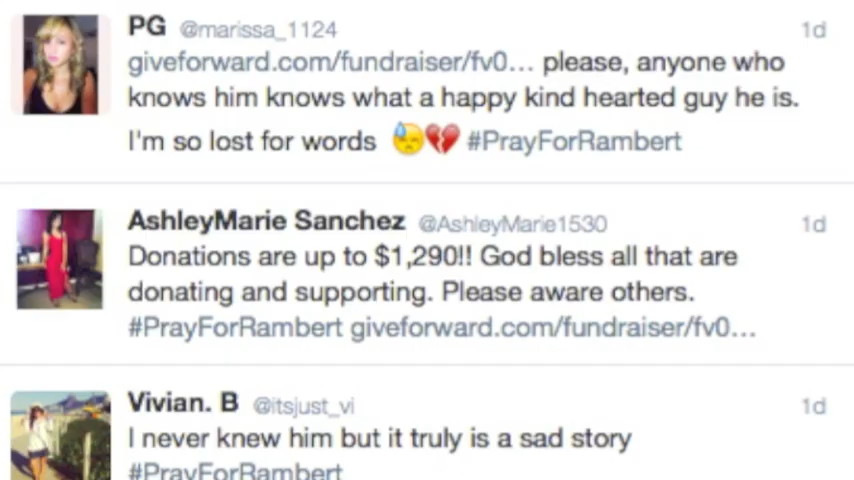 PG @marissa_1124 1d
giveforward.com/fundraiser/fv0... please, anyone who
knows him knows what a happy kind hearted guy he is.
I'm so lost for words 😓💔 #PrayForRambert
AshleyMarie Sanchez @AshleyMarie1530 1d
Donations are up to $1,290!! God bless all that are
donating and supporting. Please aware others.
#PrayForRambert giveforward.com/fundraiser/fv0...
Vivian. B @itsjust_vi 1d
I never knew him but it truly is a sad story
#PrayForRambert